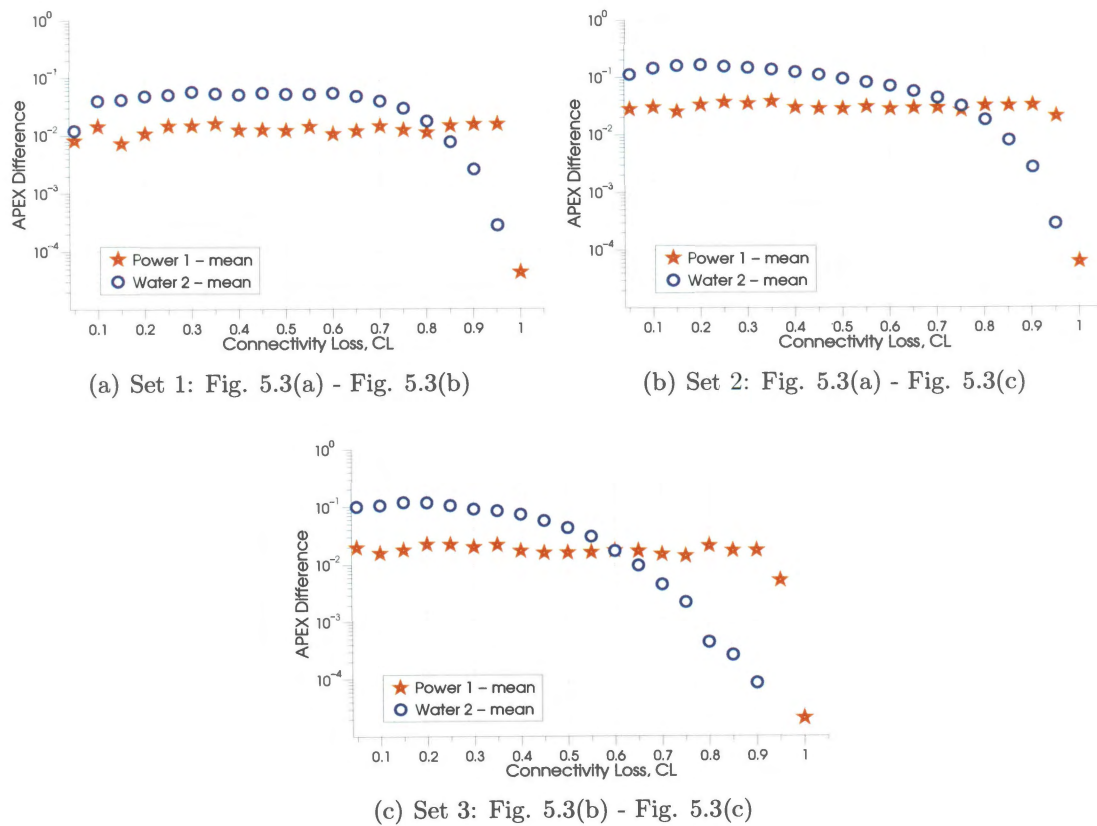 10⁰
10⁻¹
10⁻²
10⁻³
10⁻⁴
APEX Difference
Power 1 – mean
Water 2 – mean
0.1 0.2 0.3 0.4 0.5 0.6 0.7 0.8 0.9 1
Connectivity Loss, CL
(a) Set 1: Fig. 5.3(a) - Fig. 5.3(b)
10⁰
10⁻¹
10⁻²
10⁻³
10⁻⁴
APEX Difference
Power 1 – mean
Water 2 – mean
0.1 0.2 0.3 0.4 0.5 0.6 0.7 0.8 0.9 1
Connectivity Loss, CL
(b) Set 2: Fig. 5.3(a) - Fig. 5.3(c)
10⁰
10⁻¹
10⁻²
10⁻³
10⁻⁴
APEX Difference
Power 1 – mean
Water 2 – mean
0.1 0.2 0.3 0.4 0.5 0.6 0.7 0.8 0.9 1
Connectivity Loss, CL
(c) Set 3: Fig. 5.3(b) - Fig. 5.3(c)